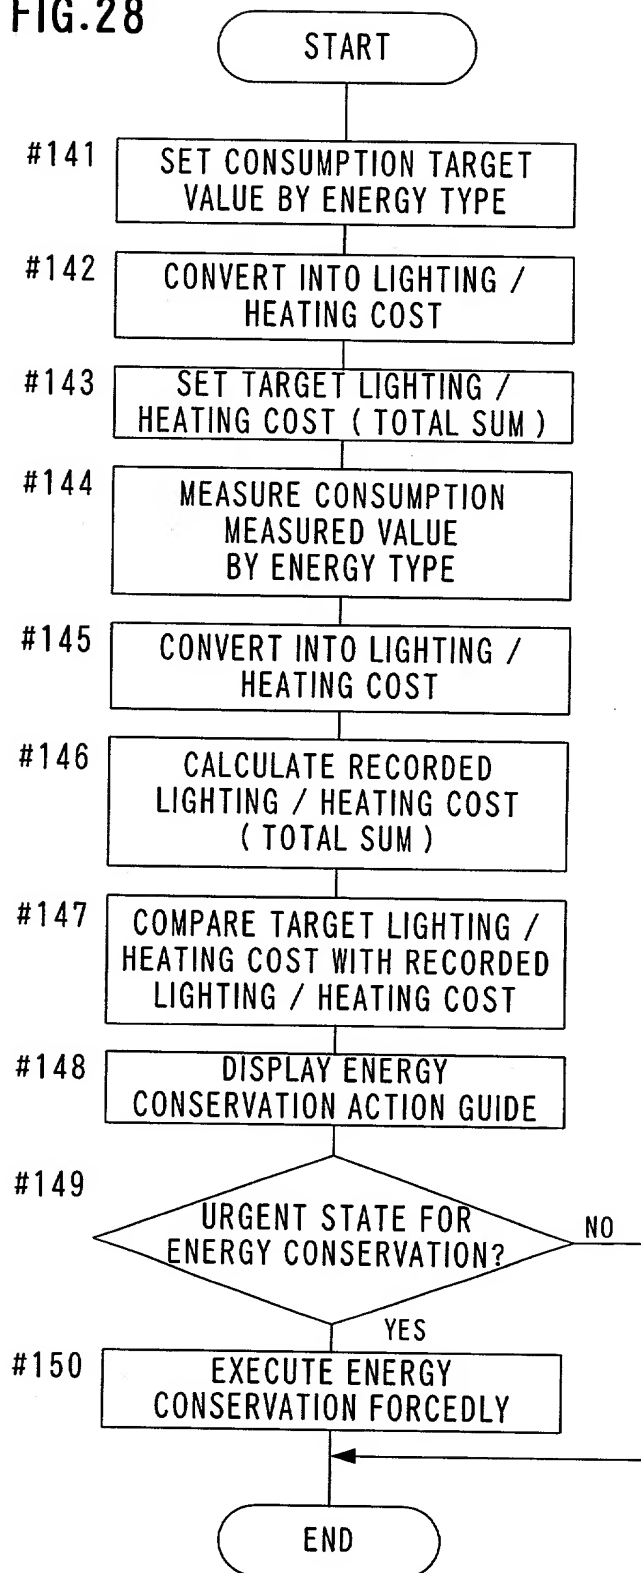 FIG.28
START
#141
SET CONSUMPTION TARGET
VALUE BY ENERGY TYPE
#142
CONVERT INTO LIGHTING /
HEATING COST
#143
SET TARGET LIGHTING /
HEATING COST ( TOTAL SUM )
#144
MEASURE CONSUMPTION
MEASURED VALUE
BY ENERGY TYPE
#145
CONVERT INTO LIGHTING /
HEATING COST
#146
CALCULATE RECORDED
LIGHTING / HEATING COST
( TOTAL SUM )
#147
COMPARE TARGET LIGHTING /
HEATING COST WITH RECORDED
LIGHTING / HEATING COST
#148
DISPLAY ENERGY
CONSERVATION ACTION GUIDE
#149
URGENT STATE FOR
ENERGY CONSERVATION?
NO
YES
#150
EXECUTE ENERGY
CONSERVATION FORCEDLY
END